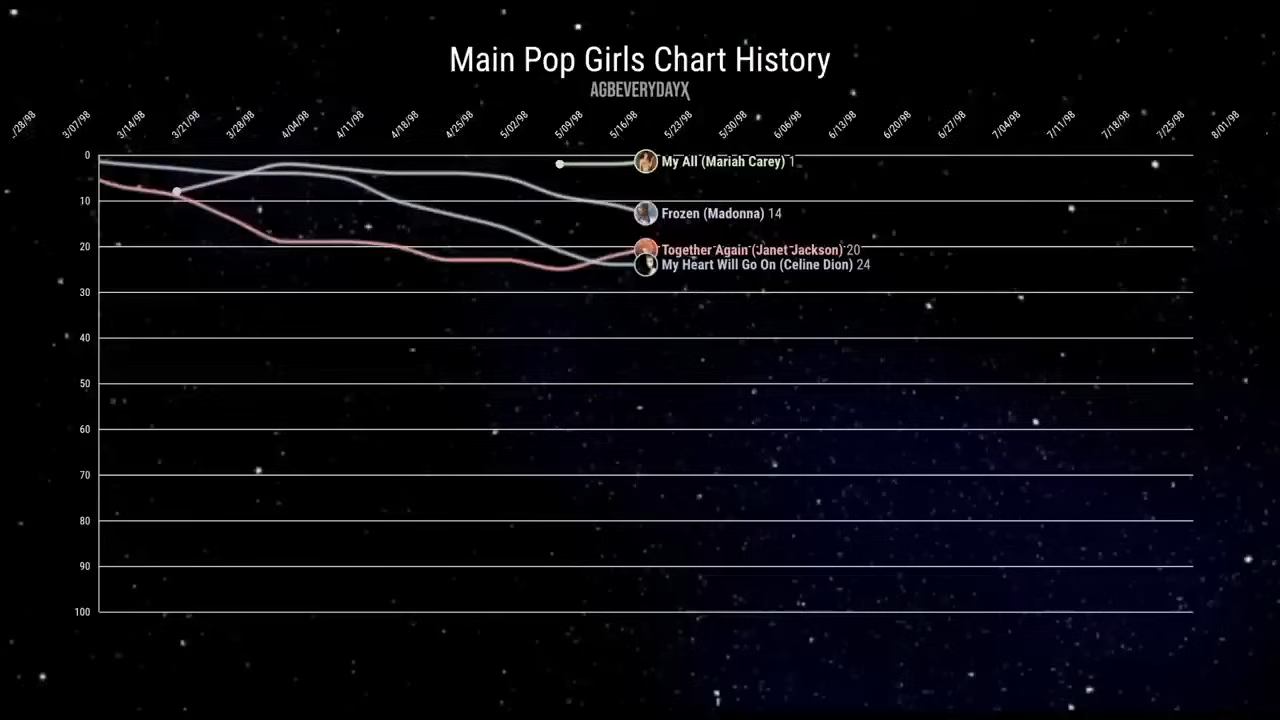 Main Pop Girls Chart History
AGBEVERYDAYX
/28/98 3/07/98 3/14/98 3/21/98 3/28/98 4/04/98 4/11/98 4/18/98 4/25/98 5/02/98 5/09/98 5/16/98 5/23/98 5/30/98 6/06/98 6/13/98 6/20/98 6/27/98 7/04/98 7/11/98 7/18/98 7/25/98 8/01/98
0
My All (Mariah Carey) 1
10
Frozen (Madonna) 14
20
Together Again (Janet Jackson) 20
My Heart Will Go On (Celine Dion) 24
30
40
50
60
70
80
90
100